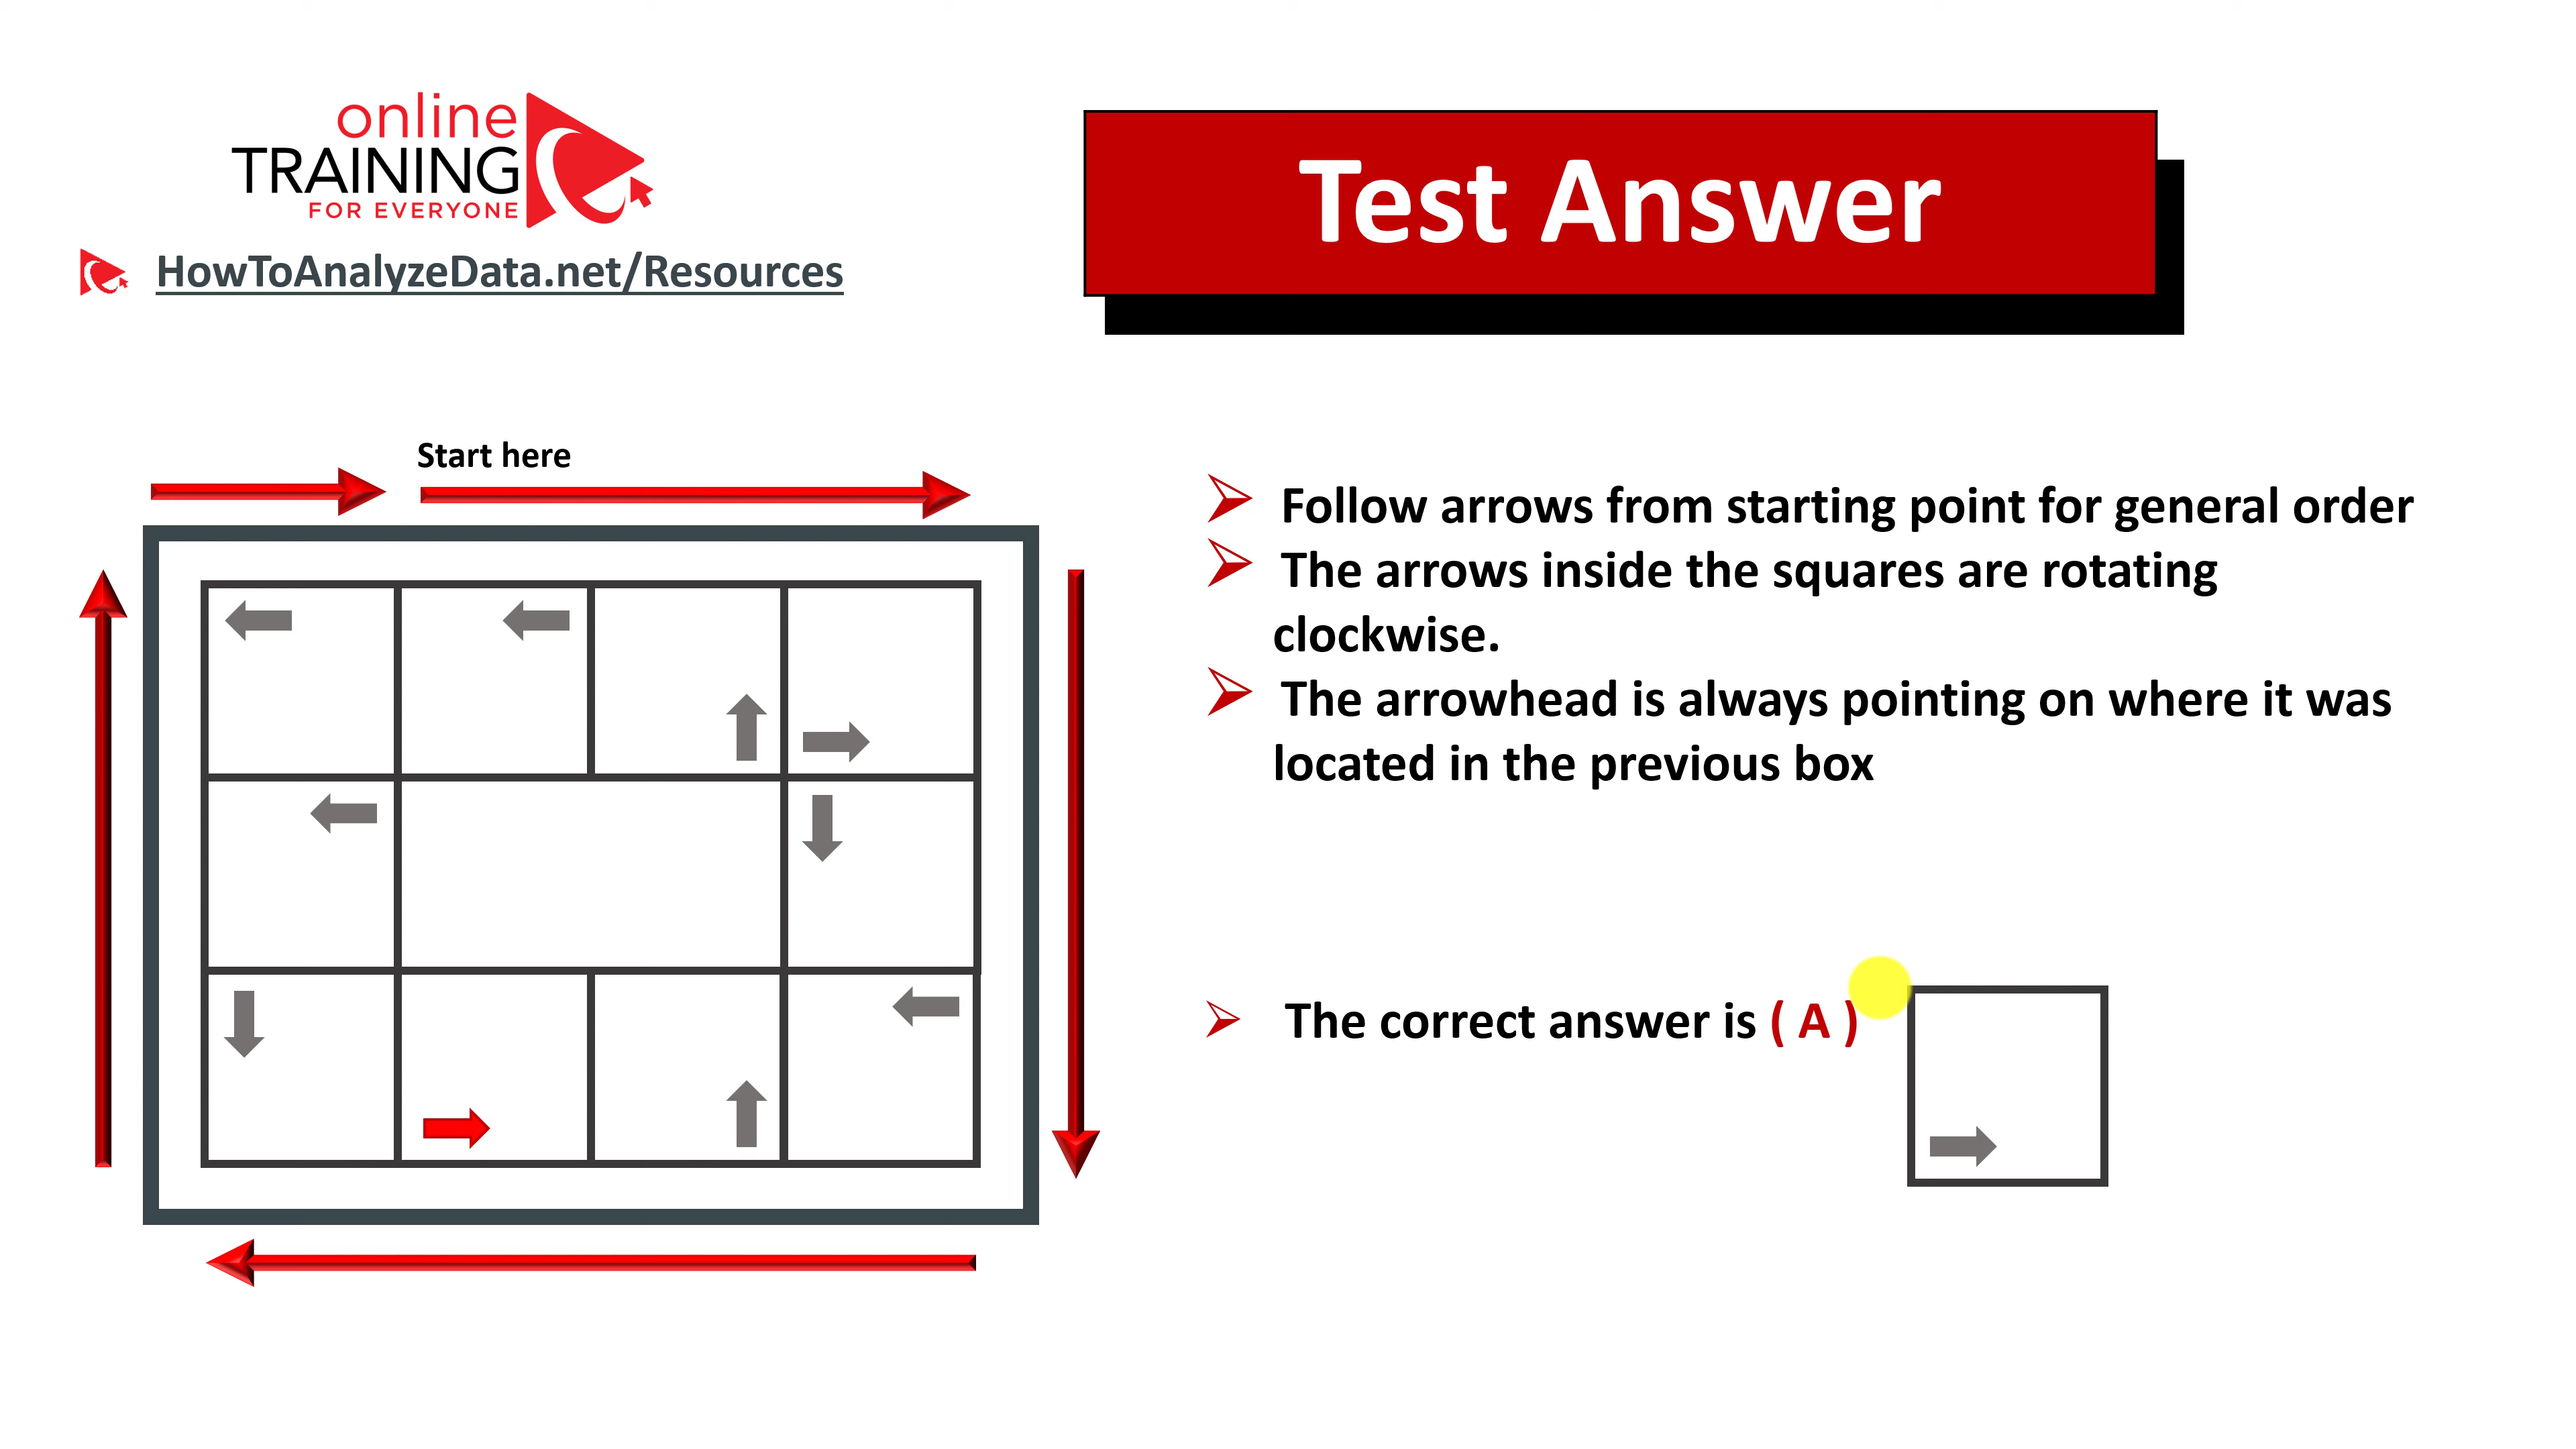 online
TRAINING
FOR EVERYONE
HowToAnalyzeData.net/Resources
Test Answer
Start here
Follow arrows from starting point for general order
The arrows inside the squares are rotating
clockwise.
The arrowhead is always pointing on where it was
located in the previous box
The correct answer is ( A )